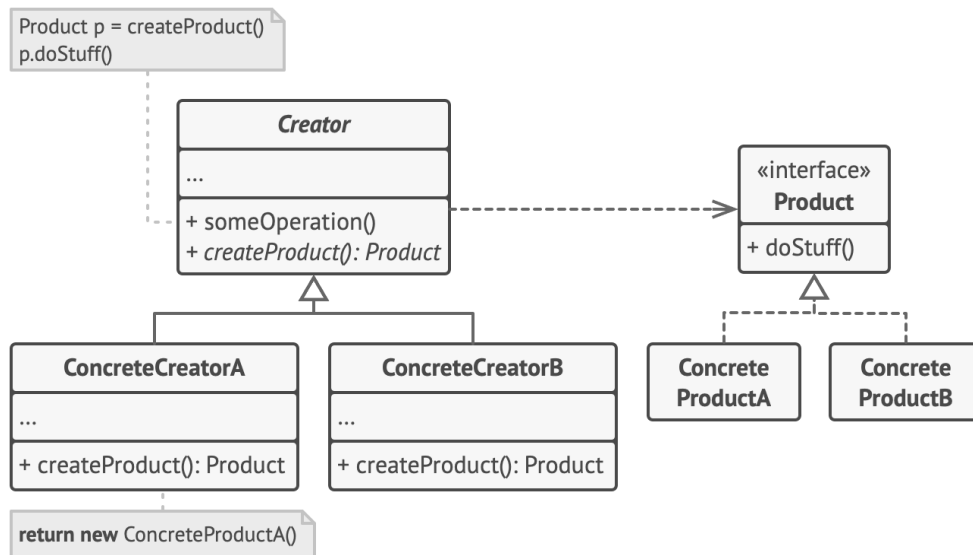 Product p = createProduct()
p.doStuff()
Creator
...
+ someOperation()
+ createProduct(): Product
«interface»
Product
+ doStuff()
ConcreteCreatorA
...
+ createProduct(): Product
ConcreteCreatorB
...
+ createProduct(): Product
Concrete
ProductA
Concrete
ProductB
return new ConcreteProductA()